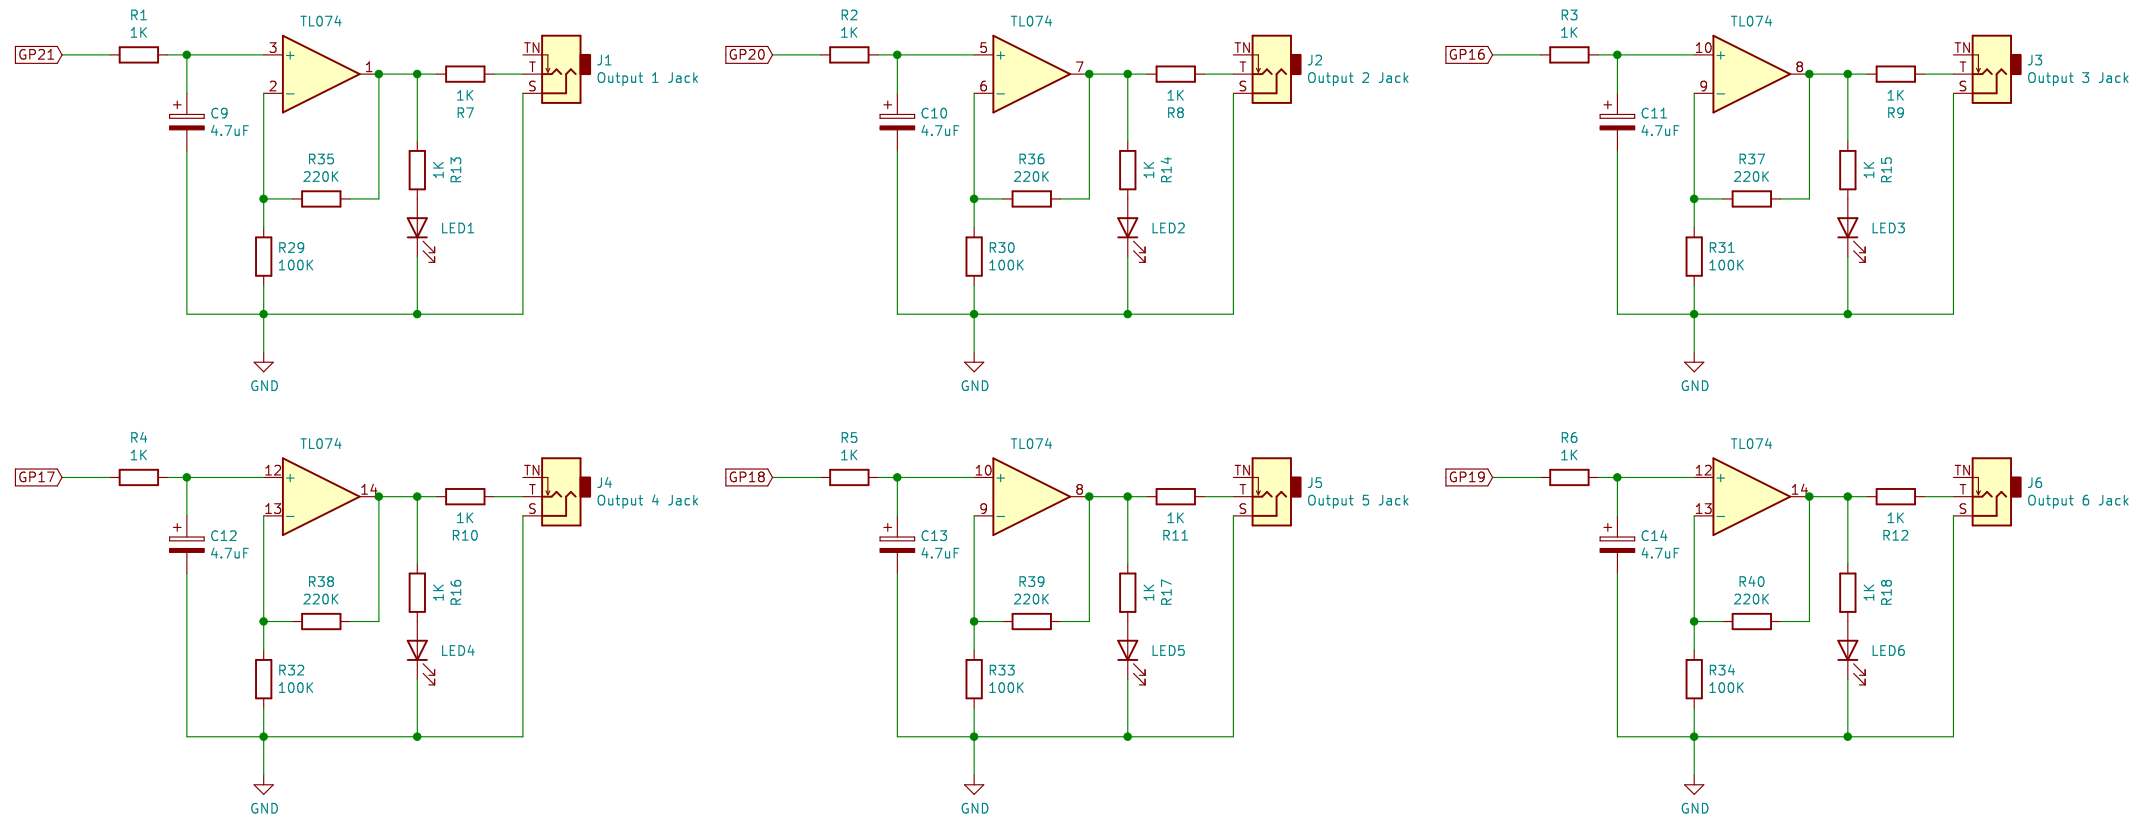 R1
1K
TL074
GP21
3
+
2
−
1
TN
T
S
J1
Output 1 Jack
1K
R7
+
C9
4.7uF
R35
220K
1K
R13
LED1
R29
100K
GND
R2
1K
TL074
GP20
5
+
6
−
7
TN
T
S
J2
Output 2 Jack
1K
R8
+
C10
4.7uF
R36
220K
1K
R14
LED2
R30
100K
GND
R3
1K
TL074
GP16
10
+
9
−
8
TN
T
S
J3
Output 3 Jack
1K
R9
+
C11
4.7uF
R37
220K
1K
R15
LED3
R31
100K
GND
R4
1K
TL074
GP17
12
+
13
−
14
TN
T
S
J4
Output 4 Jack
1K
R10
+
C12
4.7uF
R38
220K
1K
R16
LED4
R32
100K
GND
R5
1K
TL074
GP18
10
+
9
−
8
TN
T
S
J5
Output 5 Jack
1K
R11
+
C13
4.7uF
R39
220K
1K
R17
LED5
R33
100K
GND
R6
1K
TL074
GP19
12
+
13
−
14
TN
T
S
J6
Output 6 Jack
1K
R12
+
C14
4.7uF
R40
220K
1K
R18
LED6
R34
100K
GND